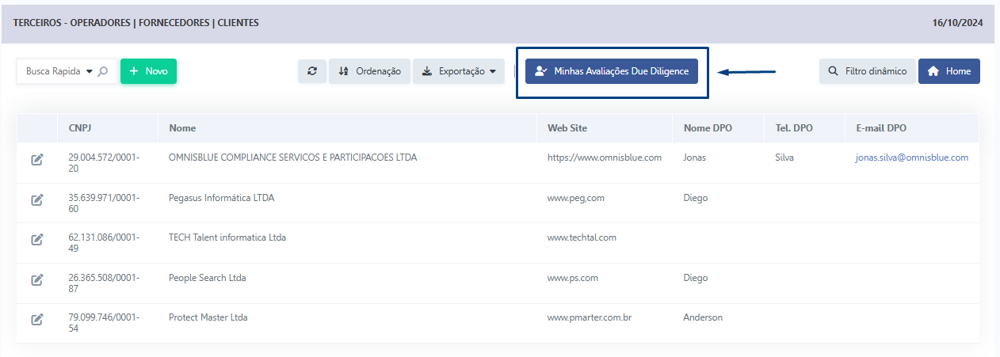 TERCEIROS - OPERADORES | FORNECEDORES | CLIENTES 16/10/2024
Busca Rapida Novo Ordenação Exportação Minhas Avaliações Due Diligence Filtro dinâmico Home
CNPJ Nome Web Site Nome DPO Tel. DPO E-mail DPO
29.004.572/0001- OMNISBLUE COMPLIANCE SERVICOS E PARTICIPACOES LTDA https://www.omnisblue.com Jonas Silva jonas.silva@omnisblue.com
20
35.639.971/0001- Pegasus Informática LTDA www.peg,com Diego
60
62.131.086/0001- TECH Talent informatica Ltda www.techtal.com
49
26.365.508/0001- People Search Ltda www.ps.com Diego
87
79.099.746/0001- Protect Master Ltda www.pmarter.com.br Anderson
54